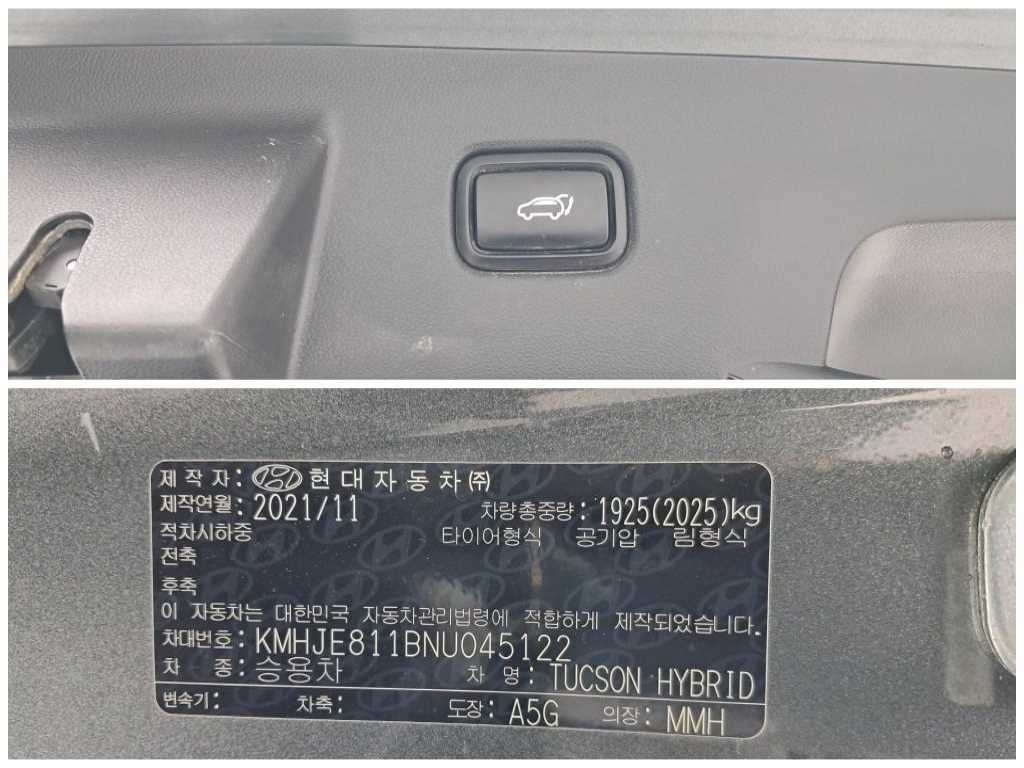 제 작 자 : 현대자동차㈜
제작연월 : 2021/11 차량총중량 : 1925(2025)kg
적차시하중 타이어형식 공기압 림형식
전축
후축
이 자동차는 대한민국 자동차관리법령에 적합하게 제작되었습니다.
차대번호 : KMHJE811BNU045122
차 종 : 승용차 차 명 : TUCSON HYBRID
변속기 : 차축 : 도장 : A5G 의장 : MMH